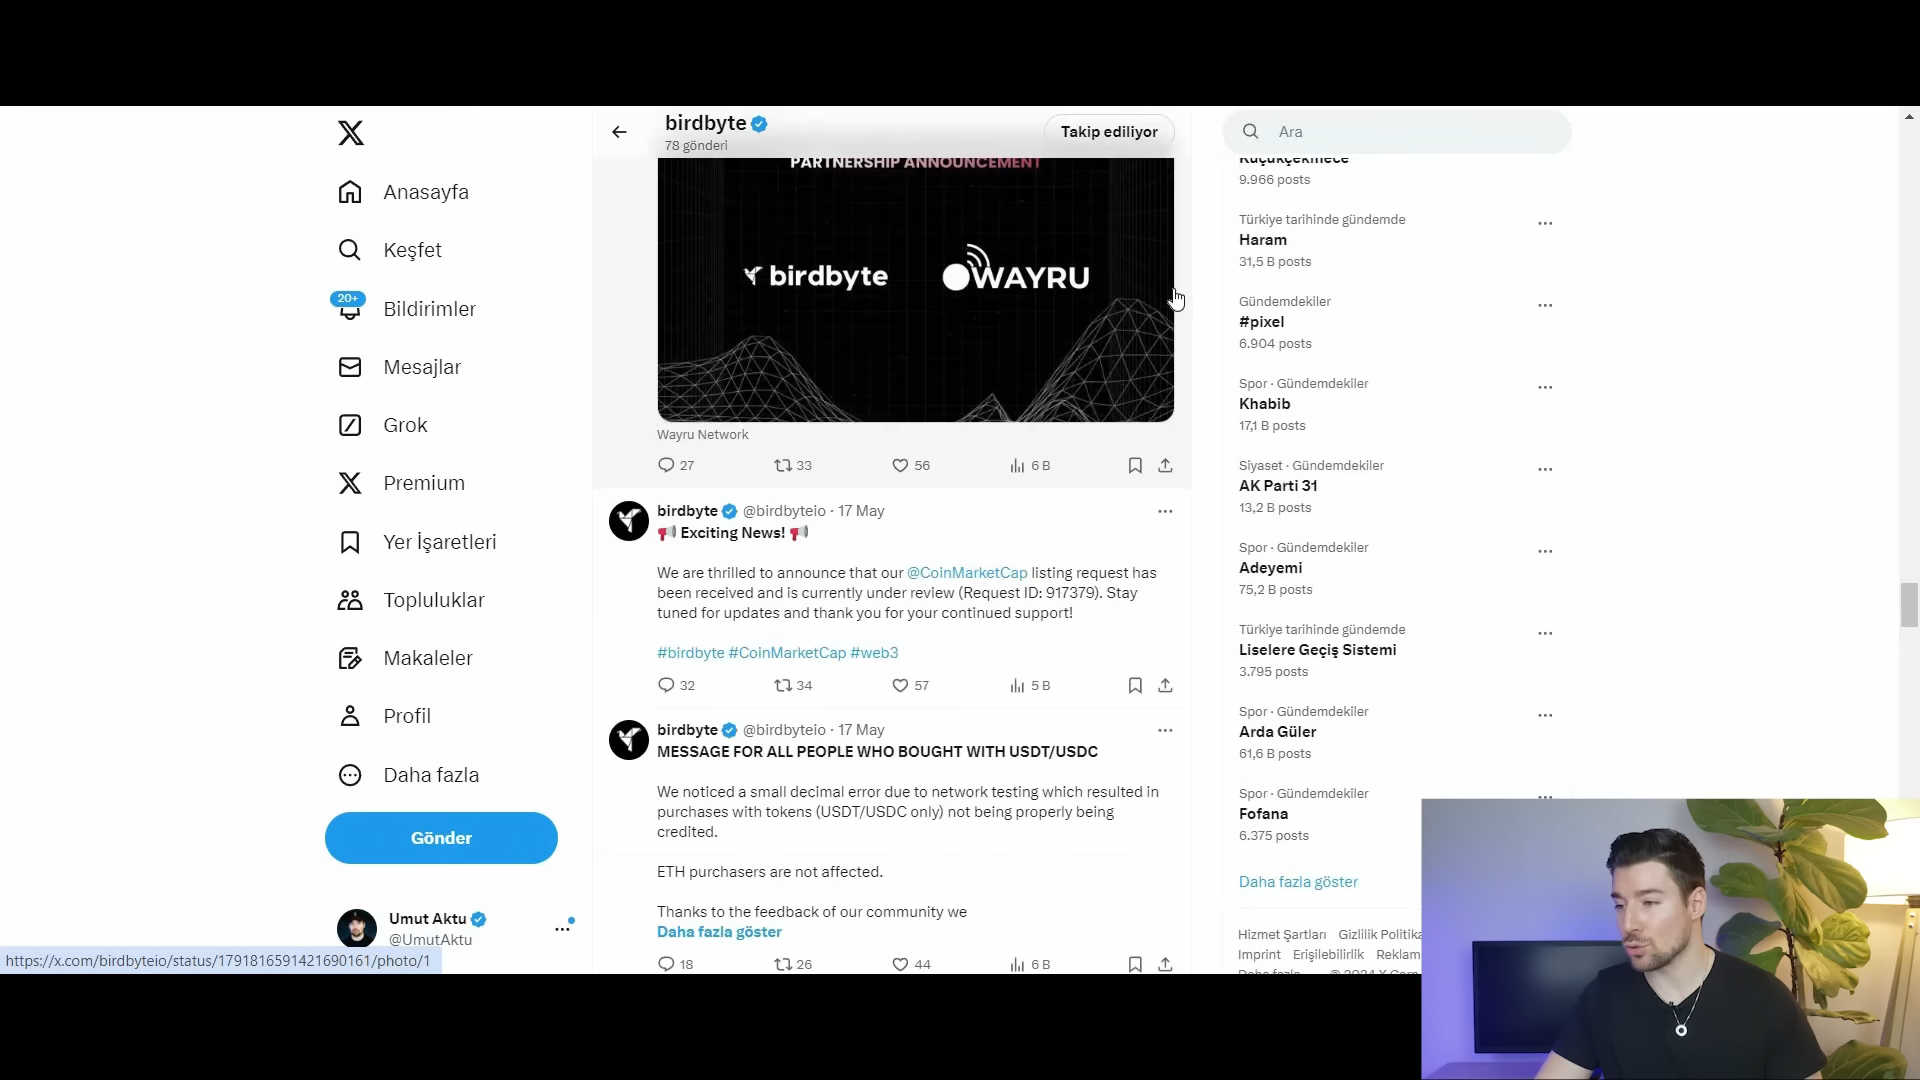 Anasayfa
Keşfet
20+
Bildirimler
Mesajlar
Grok
Premium
Yer İşaretleri
Topluluklar
Makaleler
Profil
Daha fazla
Gönder
Umut Aktu
@UmutAktu
https://x.com/birdbyteio/status/1791816591421690161/photo/1
birdbyte
78 gönderi
Takip ediliyor
PARTNERSHIP ANNOUNCEMENT
birdbyte
WAYRU
Wayru Network
27 33 56 6 B
birdbyte @birdbyteio · 17 May
Exciting News!
We are thrilled to announce that our @CoinMarketCap listing request has
been received and is currently under review (Request ID: 917379). Stay
tuned for updates and thank you for your continued support!
#birdbyte #CoinMarketCap #web3
32 34 57 5 B
birdbyte @birdbyteio · 17 May
MESSAGE FOR ALL PEOPLE WHO BOUGHT WITH USDT/USDC
We noticed a small decimal error due to network testing which resulted in
purchases with tokens (USDT/USDC only) not being properly being
credited.
ETH purchasers are not affected.
Thanks to the feedback of our community we
Daha fazla göster
18 26 44 6 B
Ara
Küçükçekmece
9.966 posts
Türkiye tarihinde gündemde
Haram
31,5 B posts
Gündemdekiler
#pixel
6.904 posts
Spor · Gündemdekiler
Khabib
17,1 B posts
Siyaset · Gündemdekiler
AK Parti 31
13,2 B posts
Spor · Gündemdekiler
Adeyemi
75,2 B posts
Türkiye tarihinde gündemde
Liselere Geçiş Sistemi
3.795 posts
Spor · Gündemdekiler
Arda Güler
61,6 B posts
Spor · Gündemdekiler
Fofana
6.375 posts
Daha fazla göster
Hizmet Şartları Gizlilik Politika
Imprint Erişilebilirlik Reklam
Daha fazla © 2024 X Corp